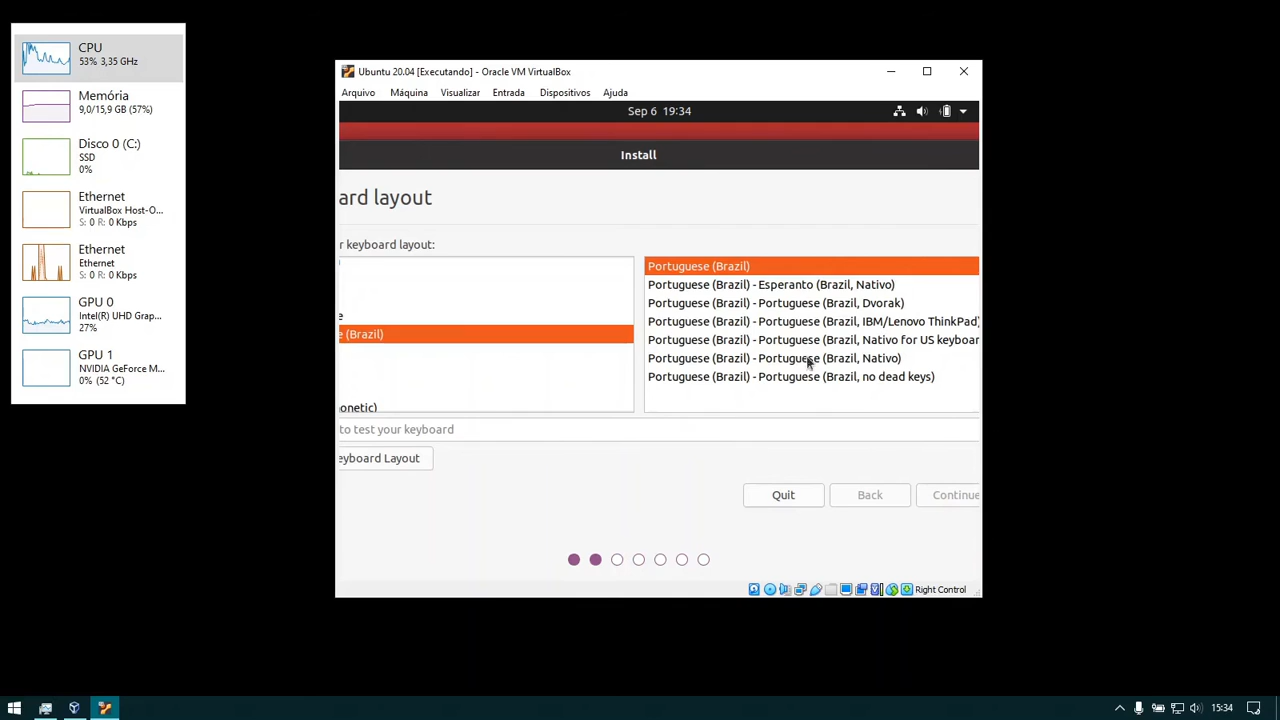 CPU
53% 3,35 GHz
Memória
9,0/15,9 GB (57%)
Disco 0 (C:)
SSD
0%
Ethernet
VirtualBox Host-O...
S: 0 R: 0 Kbps
Ethernet
Ethernet
S: 0 R: 0 Kbps
GPU 0
Intel(R) UHD Grap...
27%
GPU 1
NVIDIA GeForce M...
0% (52 °C)
Ubuntu 20.04 [Executando] - Oracle VM VirtualBox
Arquivo Máquina Visualizar Entrada Dispositivos Ajuda
Sep 6 19:34
Install
ard layout
r keyboard layout:
e
e (Brazil)
onetic)
Portuguese (Brazil)
Portuguese (Brazil) - Esperanto (Brazil, Nativo)
Portuguese (Brazil) - Portuguese (Brazil, Dvorak)
Portuguese (Brazil) - Portuguese (Brazil, IBM/Lenovo ThinkPad)
Portuguese (Brazil) - Portuguese (Brazil, Nativo for US keyboar
Portuguese (Brazil) - Portuguese (Brazil, Nativo)
Portuguese (Brazil) - Portuguese (Brazil, no dead keys)
to test your keyboard
eyboard Layout
Quit Back Continue
Right Control
15:34